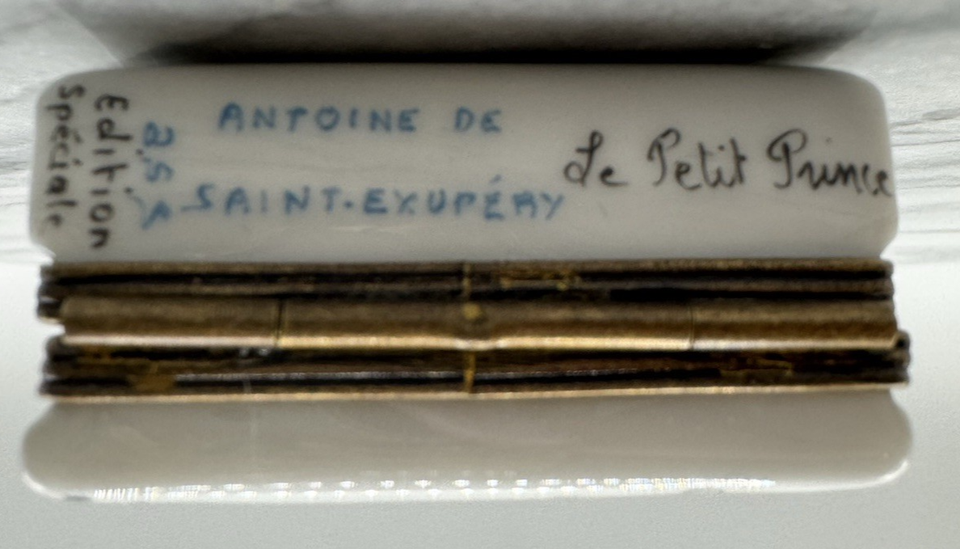 Edition
Spéciale
ANTOINE DE
SAINT-EXUPÉRY
Le Petit Prince